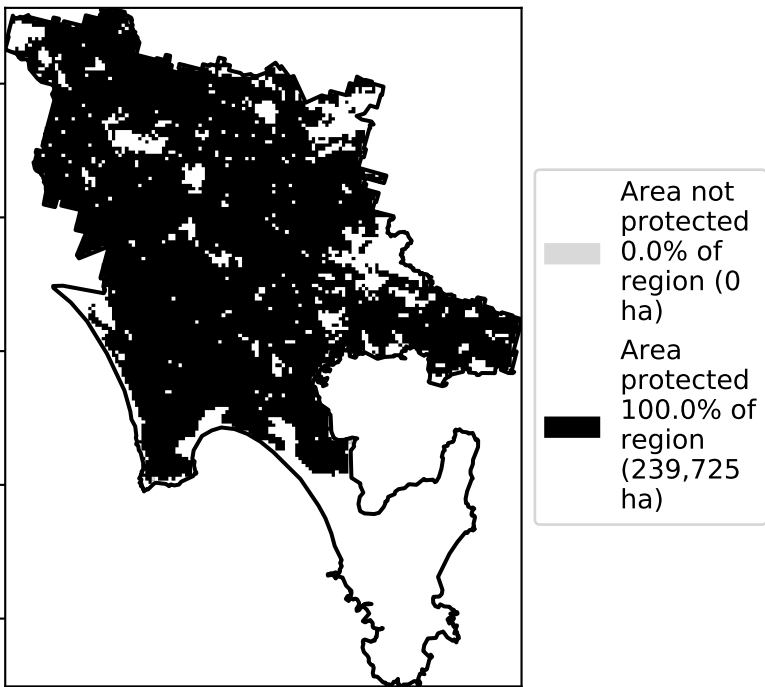 Area not
protected
0.0% of
region (0
ha)
Area
protected
100.0% of
region
(239,725
ha)